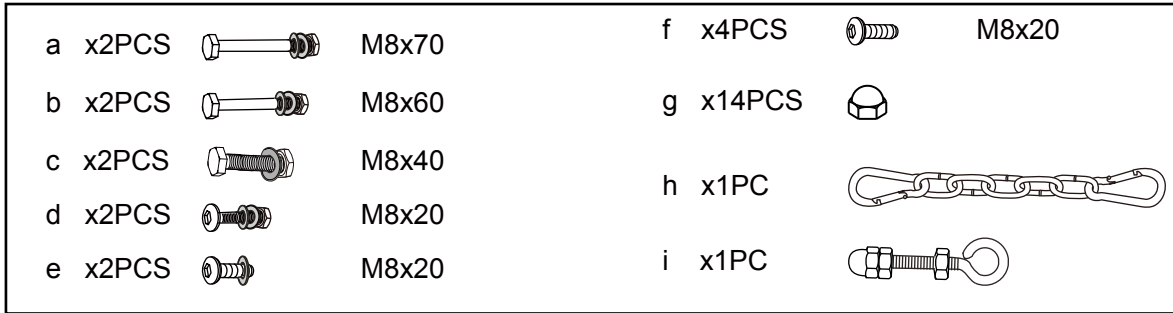 a x2PCS M8x70
b x2PCS M8x60
c x2PCS M8x40
d x2PCS M8x20
e x2PCS M8x20
f x4PCS M8x20
g x14PCS
h x1PC
i x1PC